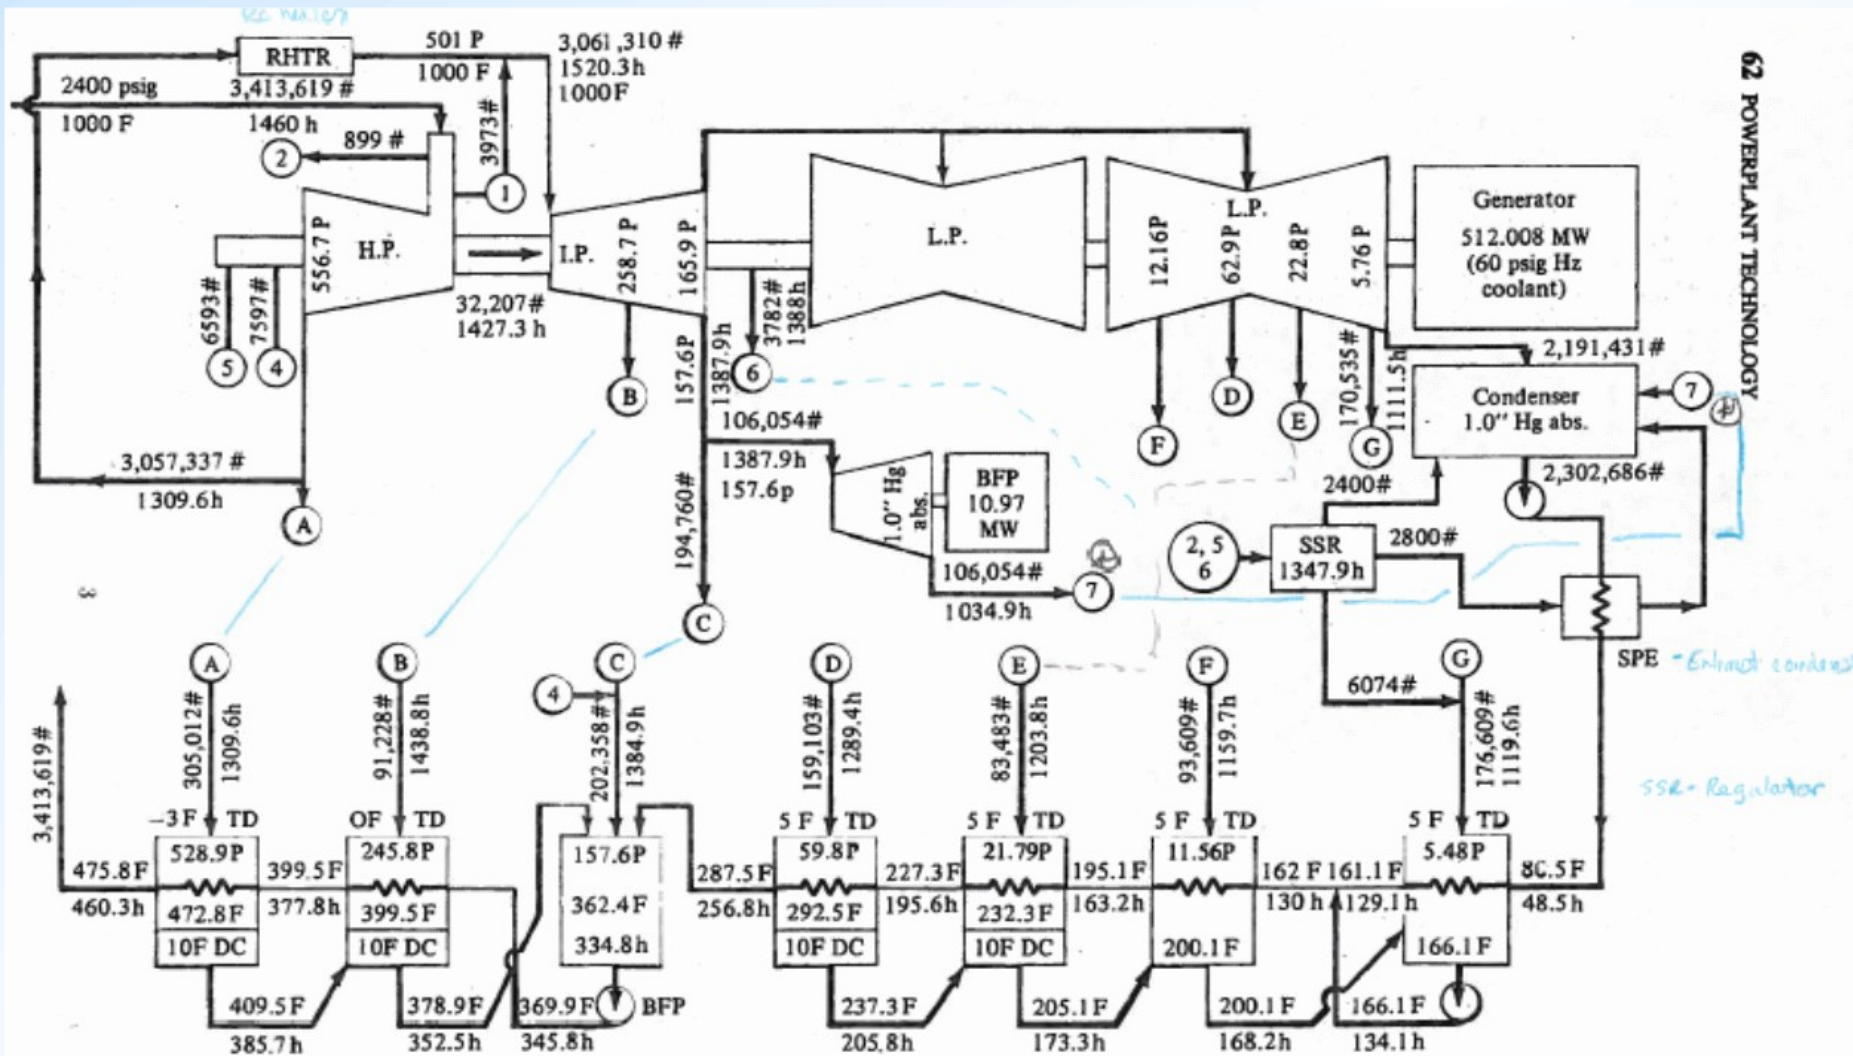 62 POWERPLANT TECHNOLOGY
RHTR
501 P
1000 F
3,061,310 #
1520.3h
1000F
2400 psig
1000 F
3,413,619 #
1460 h
899 #
2
3973#
1
556.7 P
H.P.
I.P.
258.7 P
165.9 P
L.P.
L.P.
12.16P
62.9P
22.8P
5.76 P
Generator
512.008 MW
(60 psig Hz
coolant)
6593#
7597#
5
4
32,207#
1427.3 h
B
157.6P
1387.9h
3782#
1388h
6
F
D
E
170,535#
1111.5h
G
2,191,431#
Condenser
1.0" Hg abs.
7
3,057,337 #
1309.6h
A
106,054#
1387.9h
157.6p
194,760#
1.0" Hg
abs.
BFP
10.97
MW
106,054#
1034.9h
7
C
2400#
2,302,686#
2, 5
6
SSR
1347.9h
2800#
SPE
6074#
3
SSR - Regulator
A
B
C
4
D
E
F
G
3,413,619#
305,012#
1309.6h
91,228#
1438.8h
202,358#
1384.9h
159,103#
1289.4h
83,483#
1203.8h
93,609#
1159.7h
176,609#
1119.6h
-3 F TD
OF TD
5 F TD
5 F TD
5 F TD
5 F TD
475.8 F
460.3h
528.9P
472.8F
10F DC
399.5 F
377.8h
245.8P
399.5F
10F DC
157.6P
362.4F
334.8h
287.5 F
256.8h
59.8P
292.5F
10F DC
227.3 F
195.6h
21.79P
232.3F
10F DC
195.1F
163.2h
11.56P
200.1F
162 F
130 h
161.1F
129.1h
5.48P
166.1F
80.5F
48.5h
409.5 F
385.7h
378.9 F
352.5h
369.9 F
345.8h
BFP
237.3 F
205.8h
205.1 F
173.3h
200.1 F
168.2h
166.1F
134.1h